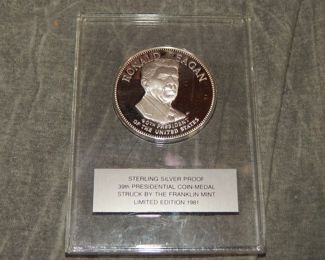 RONALD REAGAN
40TH PRESIDENT
OF THE UNITED STATES
STERLING SILVER PROOF
39th PRESIDENTIAL COIN-MEDAL
STRUCK BY THE FRANKLIN MINT
LIMITED EDITION 1981